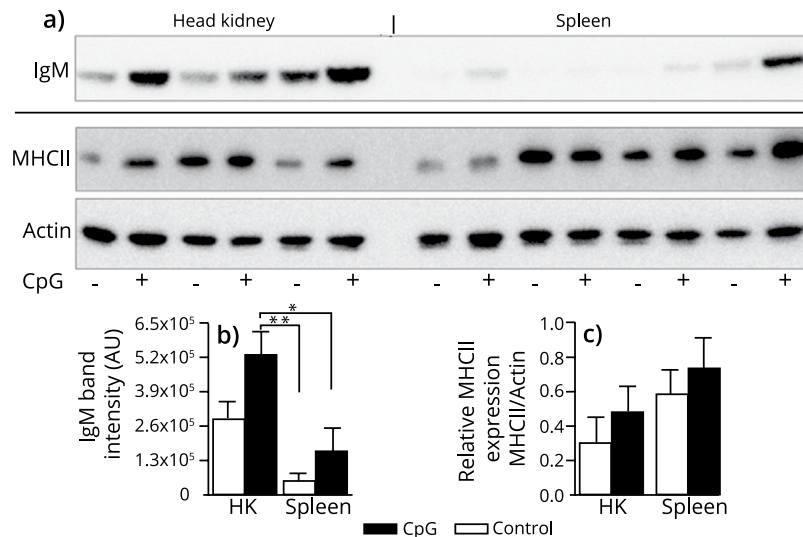 a) Head kidney | Spleen
IgM
MHCII
Actin
CpG - + - + - + - + - + - + - +
b)
IgM band
intensity (AU)
6.5x10⁵
5.2x10⁵
3.9x10⁵
2.6x10⁵
1.3x10⁵
0
* *
*
HK Spleen
c)
Relative MHCII
expression
MHCII/Actin
1.0
0.8
0.6
0.4
0.2
0.0
HK Spleen
CpG Control